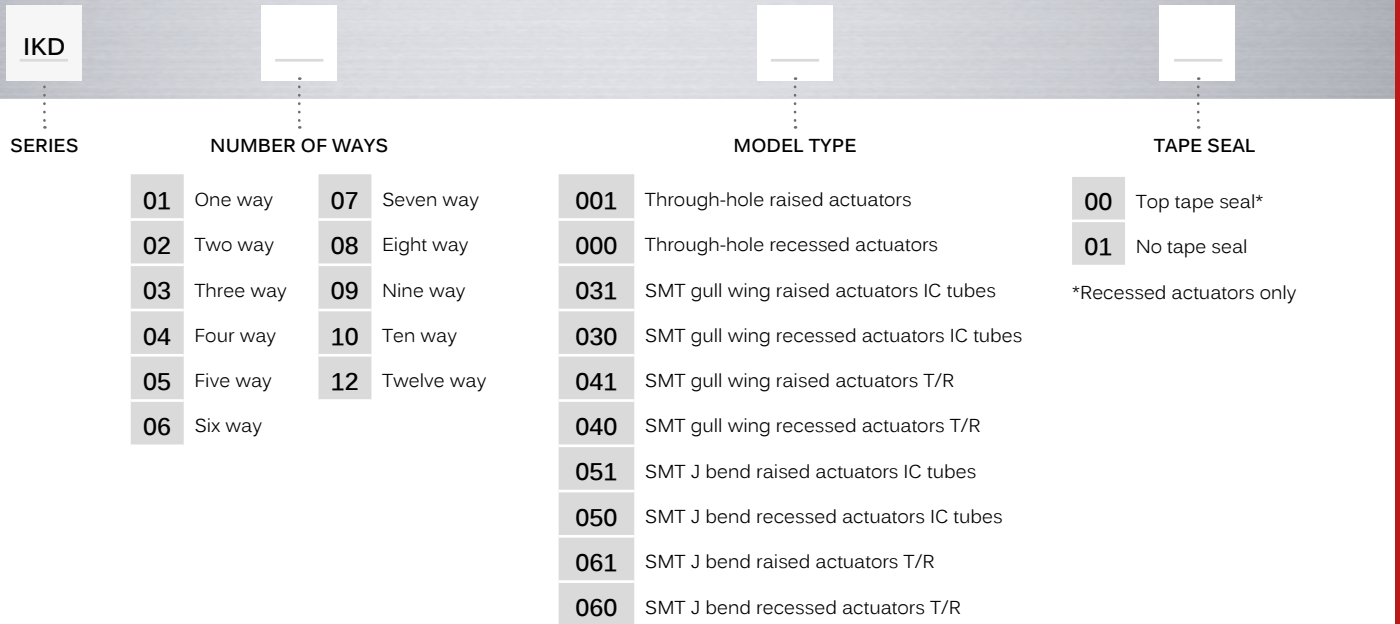 IKD
SERIES
NUMBER OF WAYS
01 One way
02 Two way
03 Three way
04 Four way
05 Five way
06 Six way
07 Seven way
08 Eight way
09 Nine way
10 Ten way
12 Twelve way
MODEL TYPE
001 Through-hole raised actuators
000 Through-hole recessed actuators
031 SMT gull wing raised actuators IC tubes
030 SMT gull wing recessed actuators IC tubes
041 SMT gull wing raised actuators T/R
040 SMT gull wing recessed actuators T/R
051 SMT J bend raised actuators IC tubes
050 SMT J bend recessed actuators IC tubes
061 SMT J bend raised actuators T/R
060 SMT J bend recessed actuators T/R
TAPE SEAL
00 Top tape seal*
01 No tape seal
*Recessed actuators only